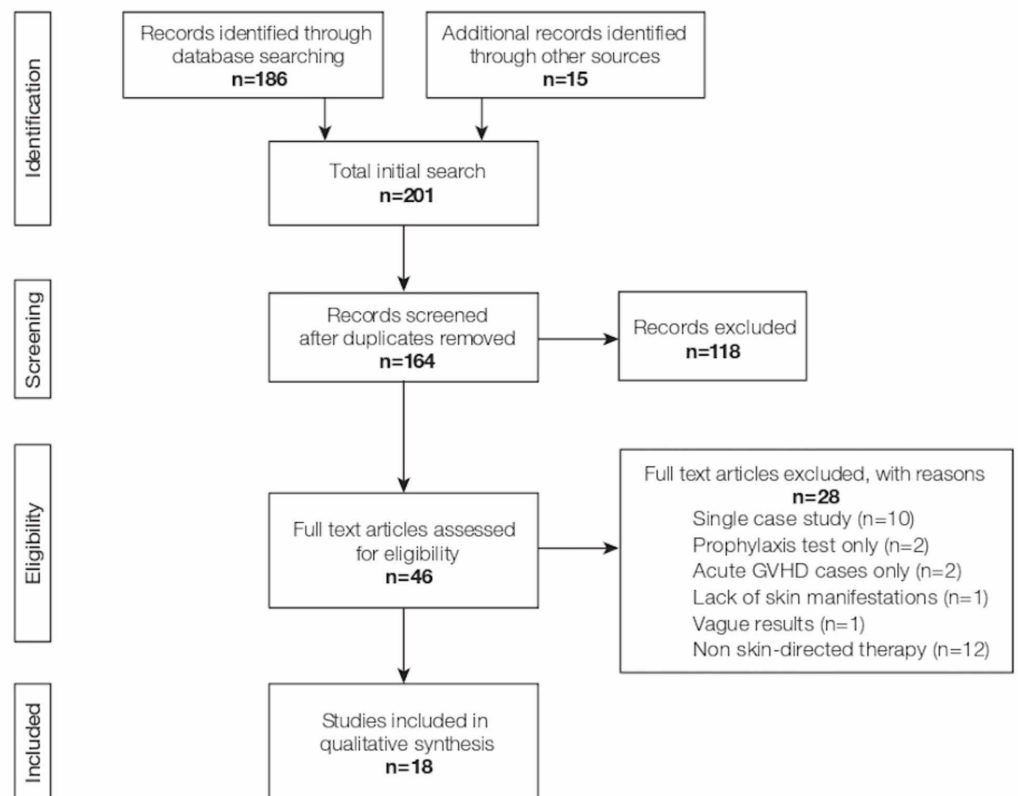 Identification
Records identified through
database searching
n=186
Additional records identified
through other sources
n=15
Total initial search
n=201
Screening
Records screened
after duplicates removed
n=164
Records excluded
n=118
Eligibility
Full text articles assessed
for eligibility
n=46
Full text articles excluded, with reasons
n=28
Single case study (n=10)
Prophylaxis test only (n=2)
Acute GVHD cases only (n=2)
Lack of skin manifestations (n=1)
Vague results (n=1)
Non skin-directed therapy (n=12)
Included
Studies included in
qualitative synthesis
n=18